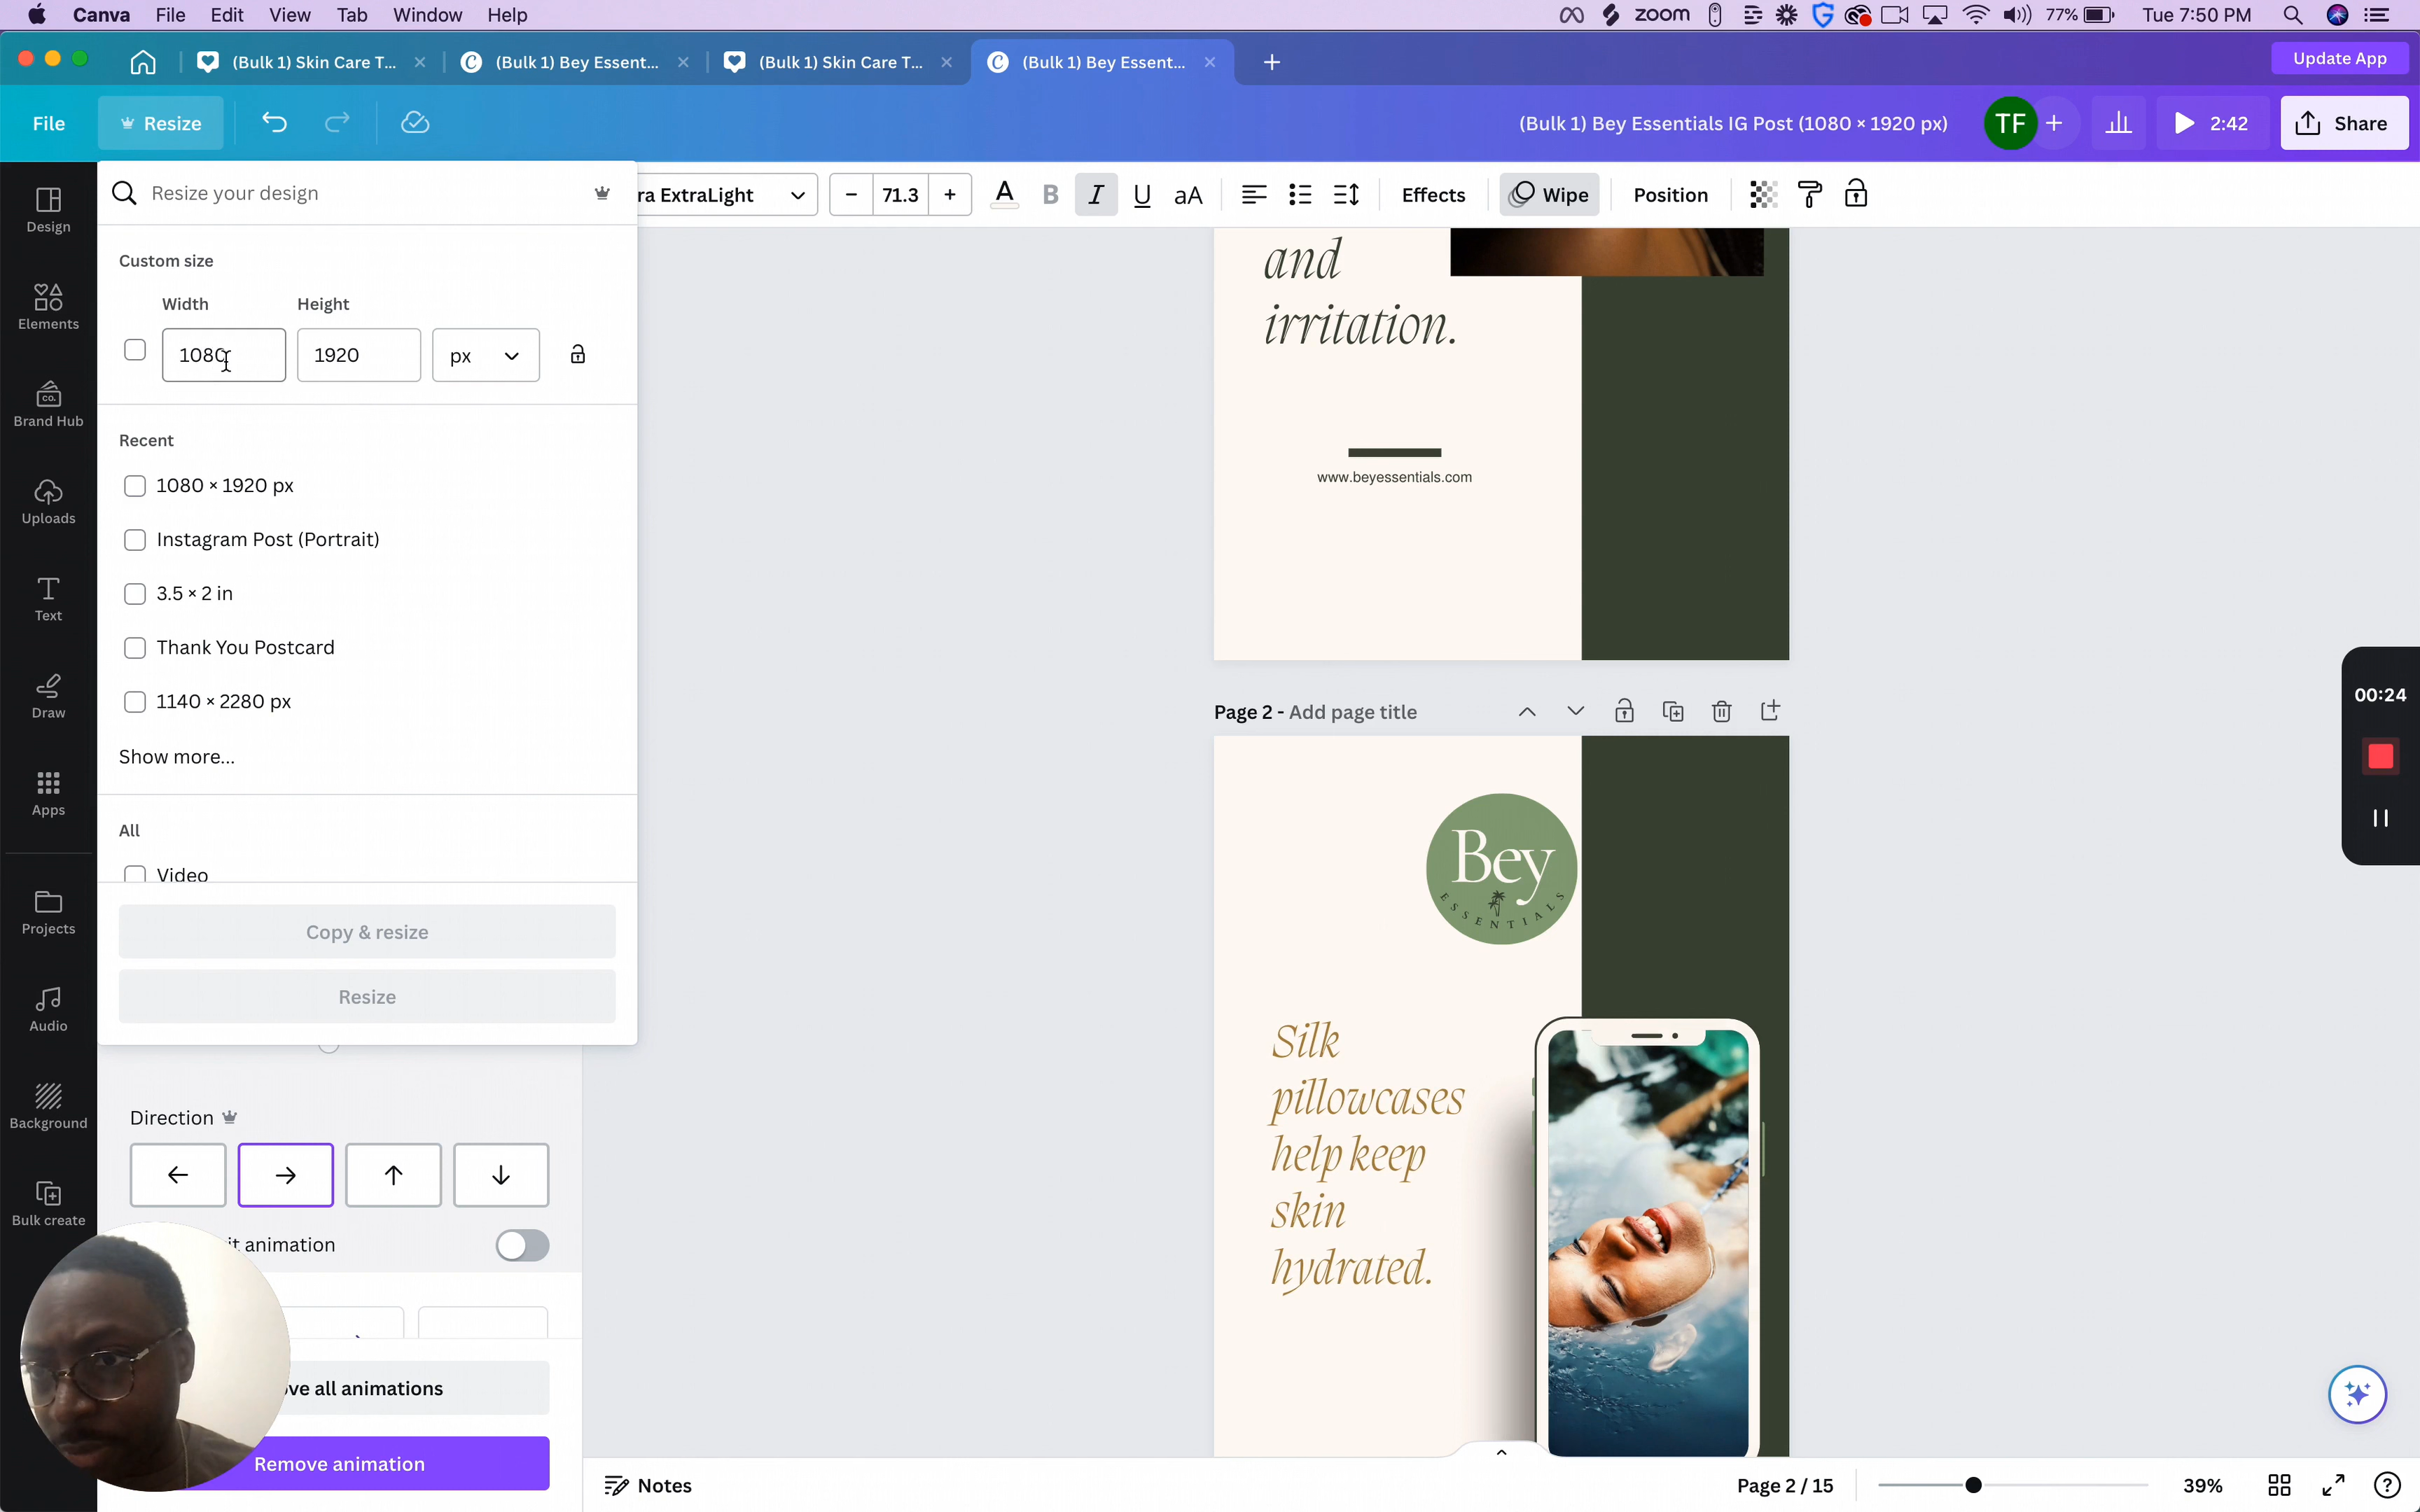 Canva File Edit View Tab Window Help
zoom 77% Tue 7:50 PM
(Bulk 1) Skin Care T... (Bulk 1) Bey Essent... (Bulk 1) Skin Care T... (Bulk 1) Bey Essent... Update App
File Resize (Bulk 1) Bey Essentials IG Post (1080 × 1920 px) TF 2:42 Share
Resize your design
ra ExtraLight 71.3 A B I U aA Effects Wipe Position
Design
Elements
Brand Hub
Uploads
Text
Draw
Apps
Projects
Audio
Background
Bulk create
Custom size
Width Height
1080 1920 px
Recent
1080 × 1920 px
Instagram Post (Portrait)
3.5 × 2 in
Thank You Postcard
1140 × 2280 px
Show more...
All
Video
Copy & resize
Resize
Direction
it animation
ve all animations
Remove animation
and
irritation.
www.beyessentials.com
Page 2 - Add page title
Bey
ESSENTIALS
Silk
pillowcases
help keep
skin
hydrated.
00:24
Notes Page 2 / 15 39%